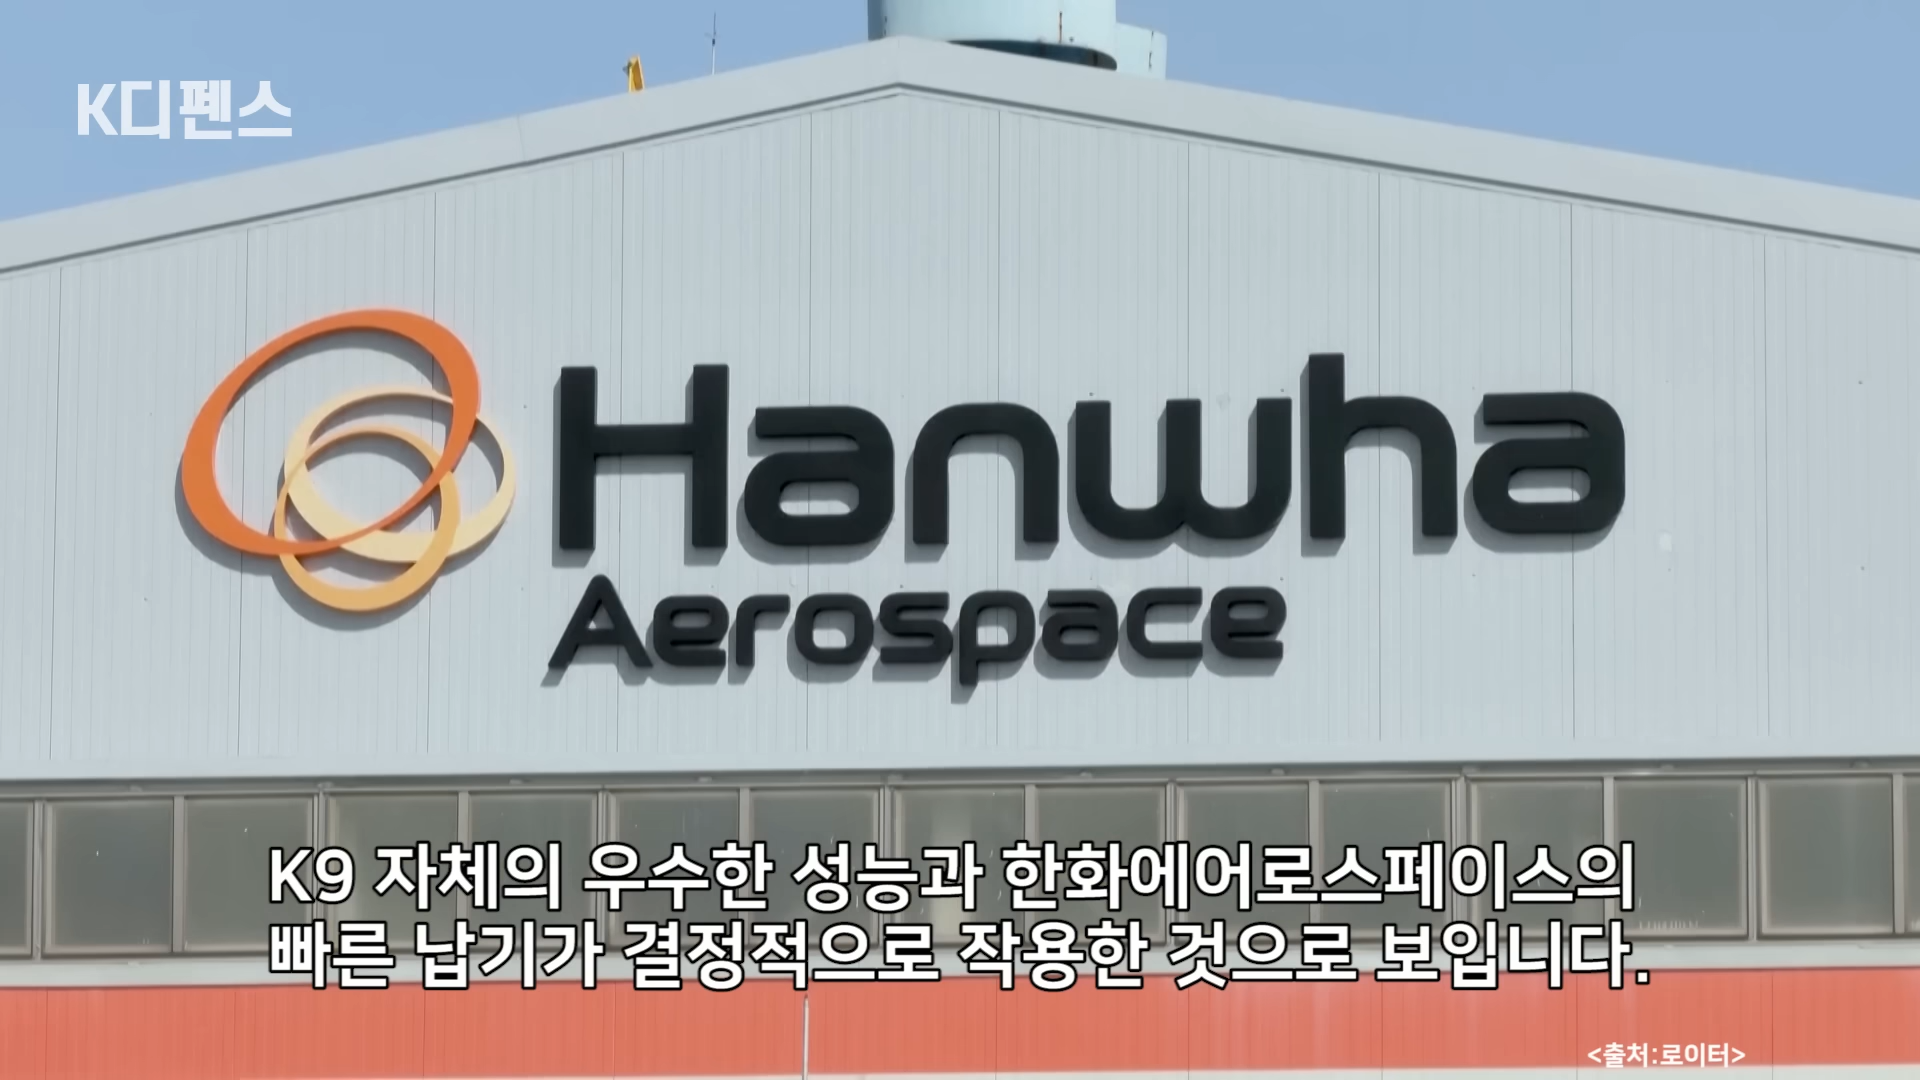 K디펜스
Hanwha
Aerospace
K9 자체의 우수한 성능과 한화에어로스페이스의
빠른 납기가 결정적으로 작용한 것으로 보입니다.
<출처:로이터>